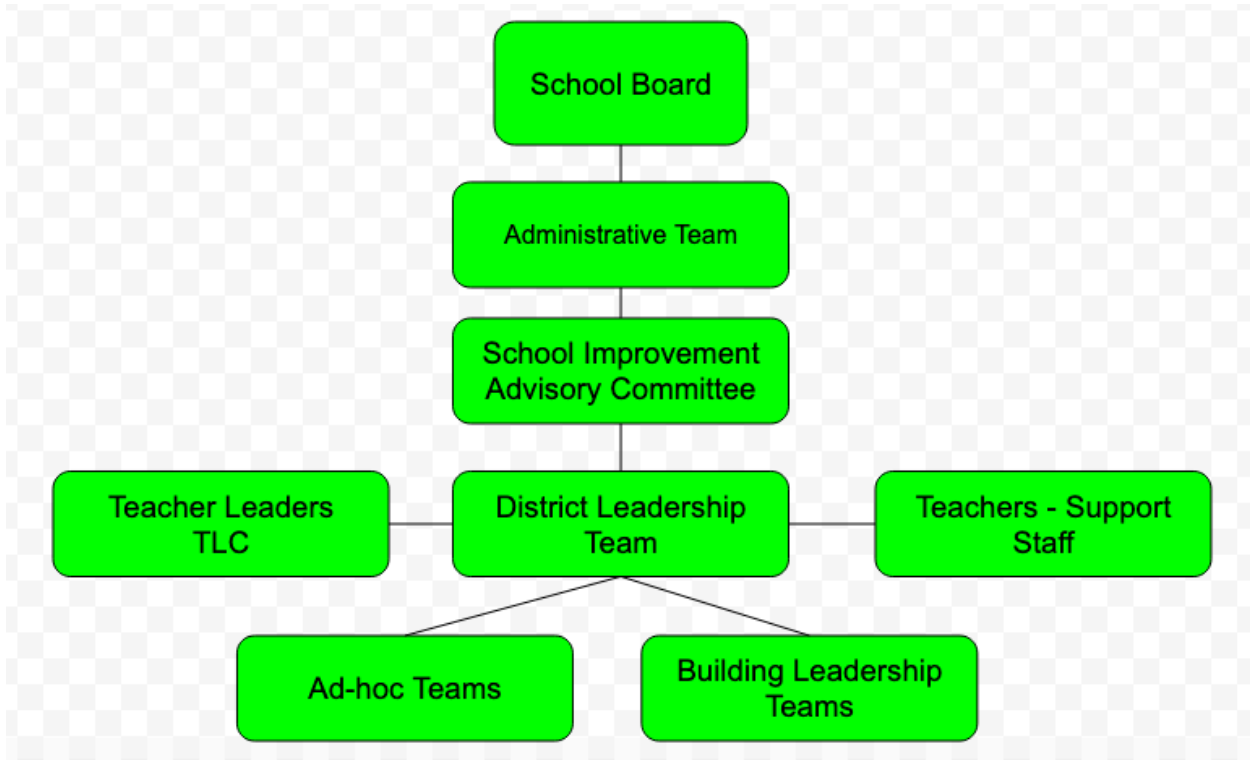 School Board
Administrative Team
School Improvement
Advisory Committee
Teacher Leaders
TLC
District Leadership
Team
Teachers - Support
Staff
Ad-hoc Teams
Building Leadership
Teams